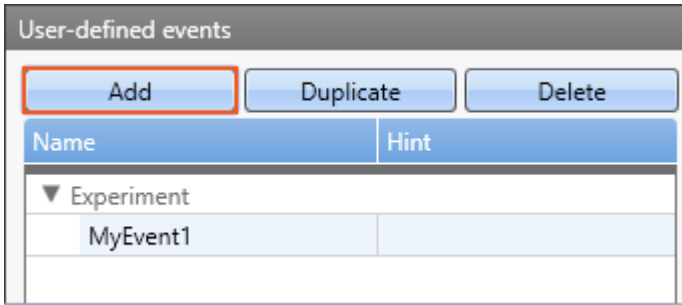 User-defined events
Add Duplicate Delete
Name Hint
Experiment
MyEvent1